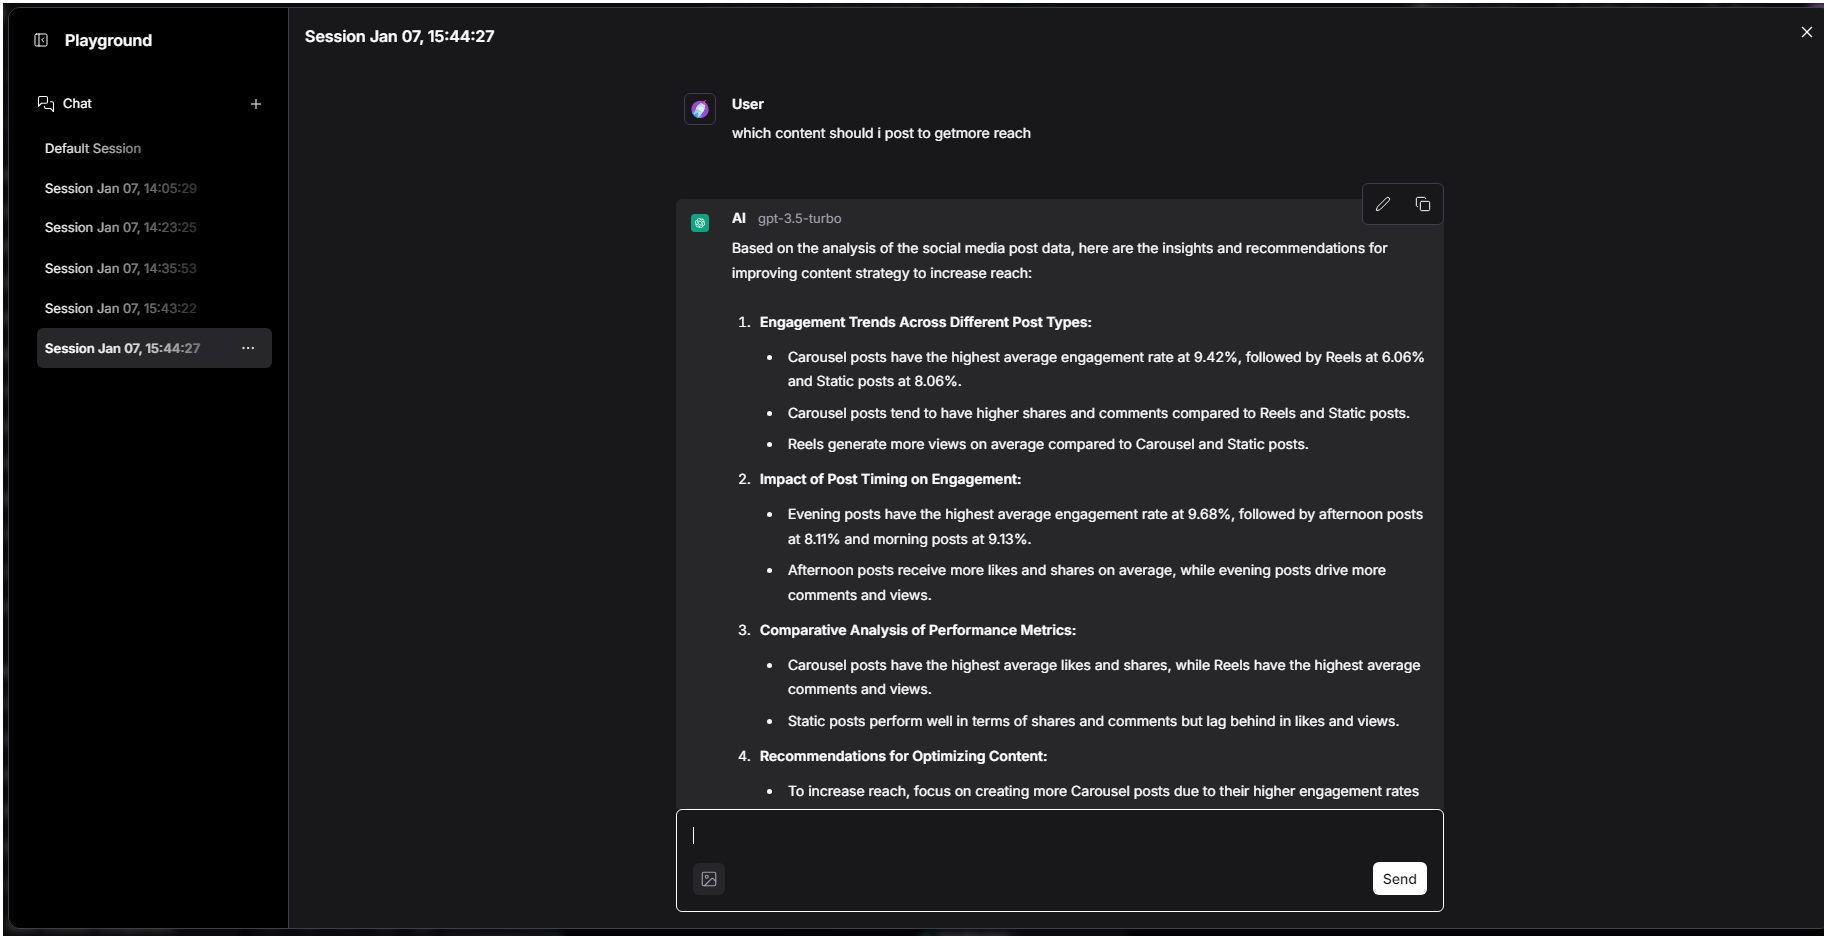 Playground
Chat
Default Session
Session Jan 07, 14:05:29
Session Jan 07, 14:23:25
Session Jan 07, 14:35:53
Session Jan 07, 15:43:22
Session Jan 07, 15:44:27
Session Jan 07, 15:44:27
User
which content should i post to getmore reach
AI gpt-3.5-turbo
Based on the analysis of the social media post data, here are the insights and recommendations for
improving content strategy to increase reach:
1. Engagement Trends Across Different Post Types:
• Carousel posts have the highest average engagement rate at 9.42%, followed by Reels at 6.06%
and Static posts at 8.06%.
• Carousel posts tend to have higher shares and comments compared to Reels and Static posts.
• Reels generate more views on average compared to Carousel and Static posts.
2. Impact of Post Timing on Engagement:
• Evening posts have the highest average engagement rate at 9.68%, followed by afternoon posts
at 8.11% and morning posts at 9.13%.
• Afternoon posts receive more likes and shares on average, while evening posts drive more
comments and views.
3. Comparative Analysis of Performance Metrics:
• Carousel posts have the highest average likes and shares, while Reels have the highest average
comments and views.
• Static posts perform well in terms of shares and comments but lag behind in likes and views.
4. Recommendations for Optimizing Content:
• To increase reach, focus on creating more Carousel posts due to their higher engagement rates
Send